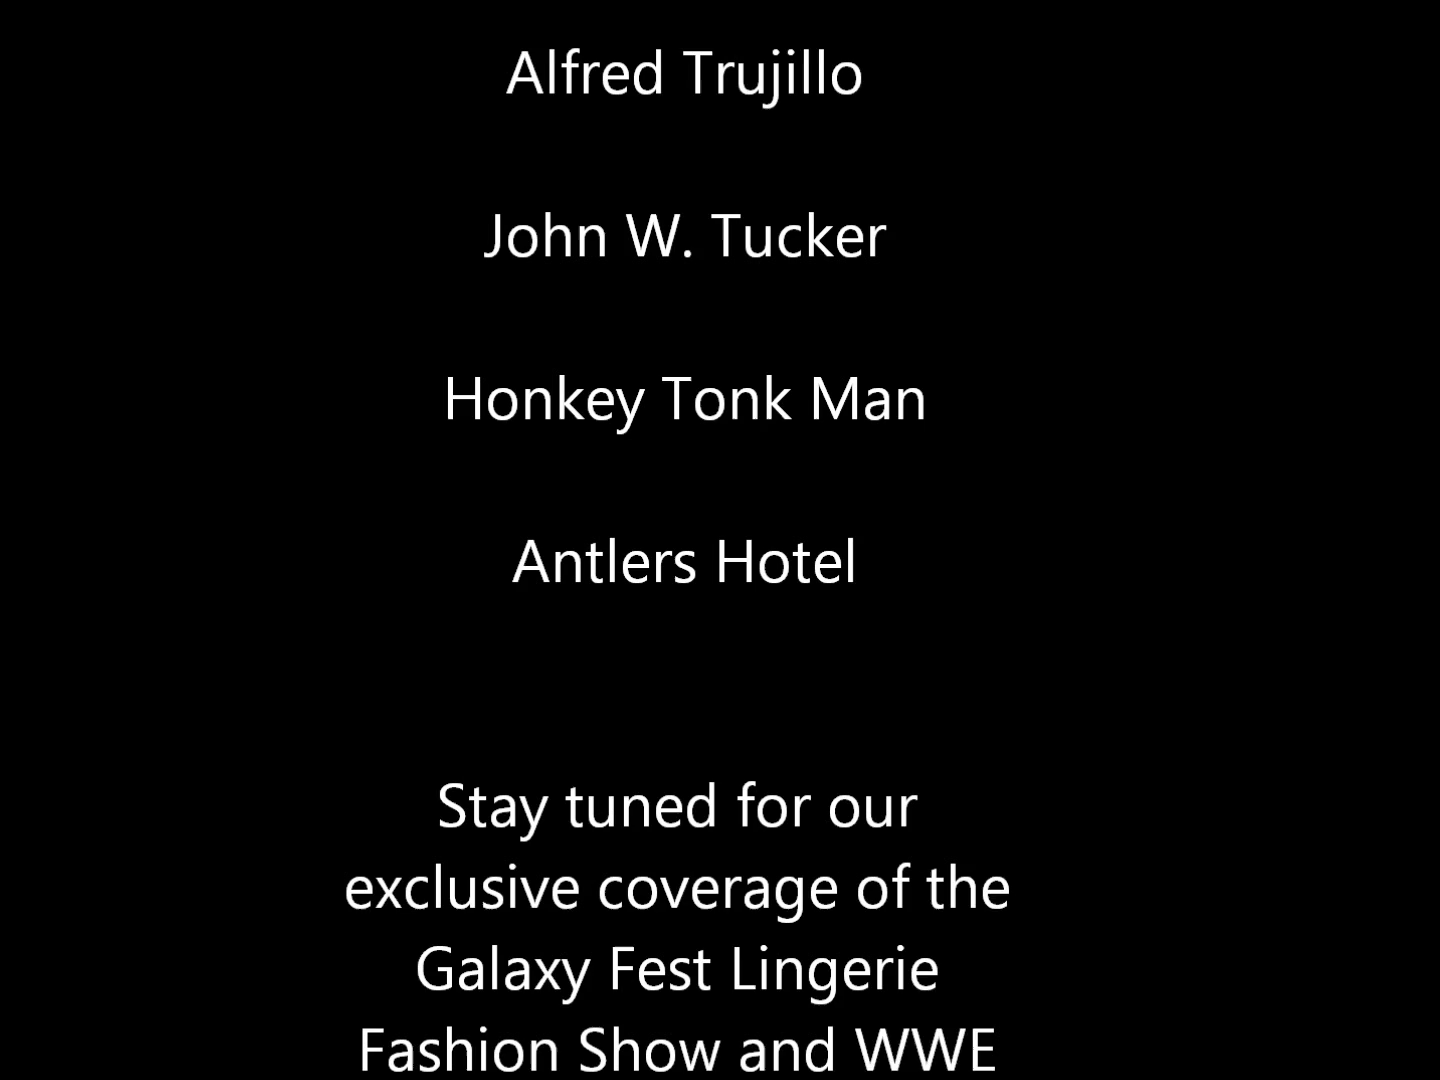 Alfred Trujillo
John W. Tucker
Honkey Tonk Man
Antlers Hotel
Stay tuned for our
exclusive coverage of the
Galaxy Fest Lingerie
Fashion Show and WWE